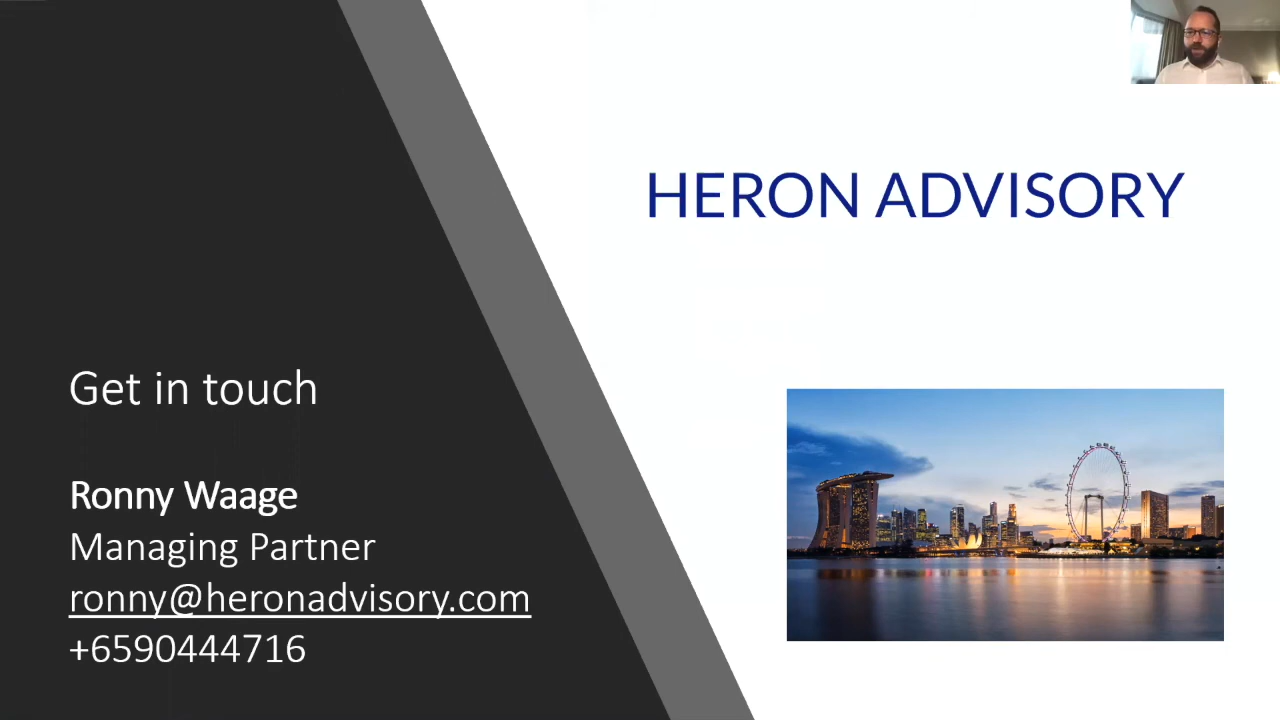 HERON ADVISORY
Get in touch
Ronny Waage
Managing Partner
ronny@heronadvisory.com
+6590444716